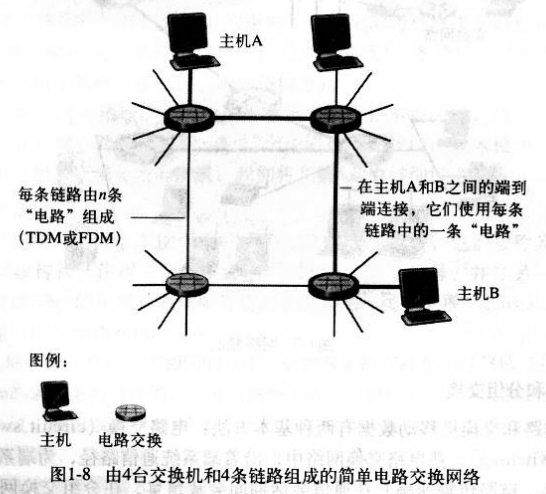 主机A
每条链路由n条
“电路”组成
(TDM或FDM)
在主机A和B之间的端到
端连接，它们使用每条
链路中的一条“电路”
主机B
图例：
主机 电路交换
图1-8 由4台交换机和4条链路组成的简单电路交换网络